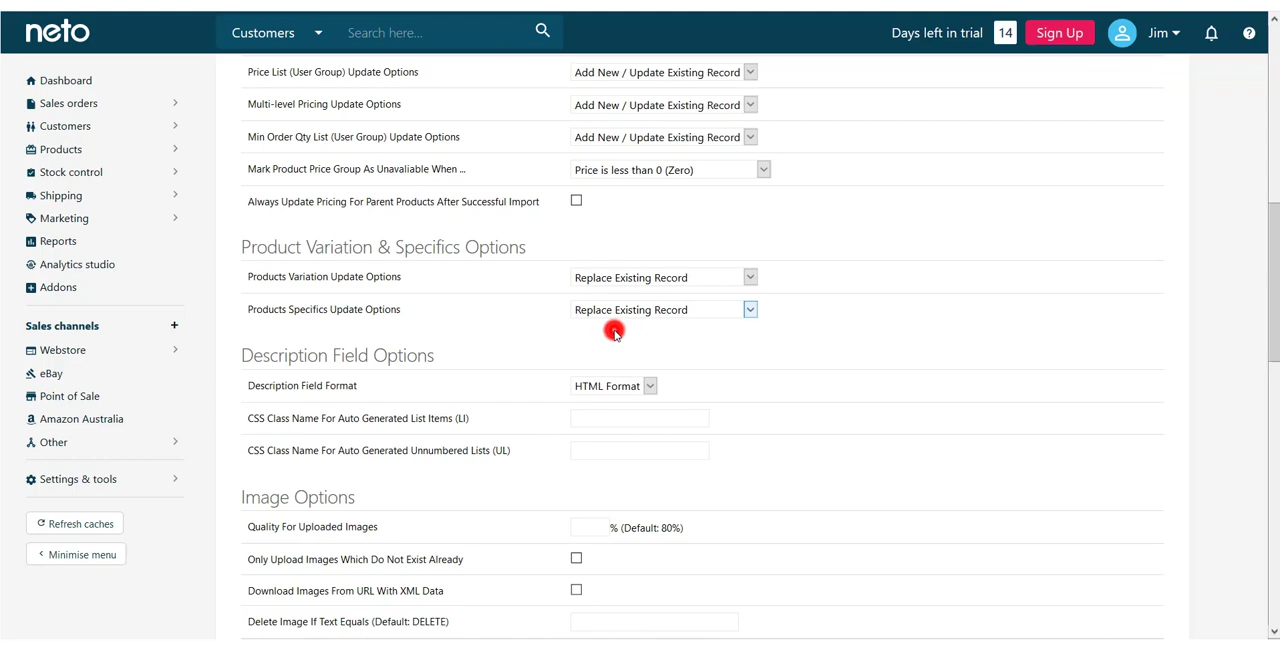 neto
Customers
Search here...
Days left in trial
14
Sign Up
Jim
Dashboard
Sales orders
Customers
Products
Stock control
Shipping
Marketing
Reports
Analytics studio
Addons
Sales channels
Webstore
eBay
Point of Sale
Amazon Australia
Other
Settings & tools
Refresh caches
Minimise menu
Price List (User Group) Update Options
Add New / Update Existing Record
Multi-level Pricing Update Options
Add New / Update Existing Record
Min Order Qty List (User Group) Update Options
Add New / Update Existing Record
Mark Product Price Group As Unavaliable When ...
Price is less than 0 (Zero)
Always Update Pricing For Parent Products After Successful Import
Product Variation & Specifics Options
Products Variation Update Options
Replace Existing Record
Products Specifics Update Options
Replace Existing Record
Description Field Options
Description Field Format
HTML Format
CSS Class Name For Auto Generated List Items (LI)
CSS Class Name For Auto Generated Unnumbered Lists (UL)
Image Options
Quality For Uploaded Images
% (Default: 80%)
Only Upload Images Which Do Not Exist Already
Download Images From URL With XML Data
Delete Image If Text Equals (Default: DELETE)